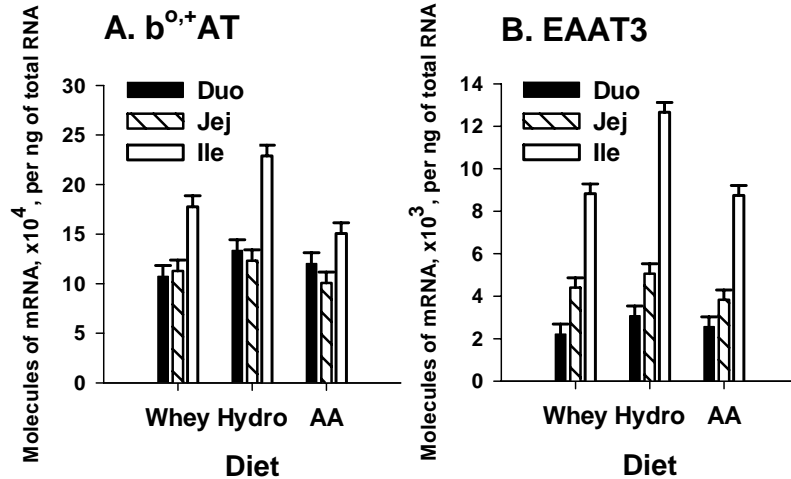 A. b⁰,⁺AT
Molecules of mRNA, x10⁴, per ng of total RNA
30
25
20
15
10
5
0
Duo
Jej
Ile
Whey Hydro AA
Diet
B. EAAT3
Molecules of mRNA, x10³, per ng of total RNA
14
12
10
8
6
4
2
0
Duo
Jej
Ile
Whey Hydro AA
Diet